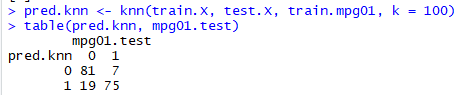 > pred.knn <- knn(train.X, test.X, train.mpg01, k = 100)
> table(pred.knn, mpg01.test)
        mpg01.test
pred.knn  0  1
       0 81  7
       1 19 75